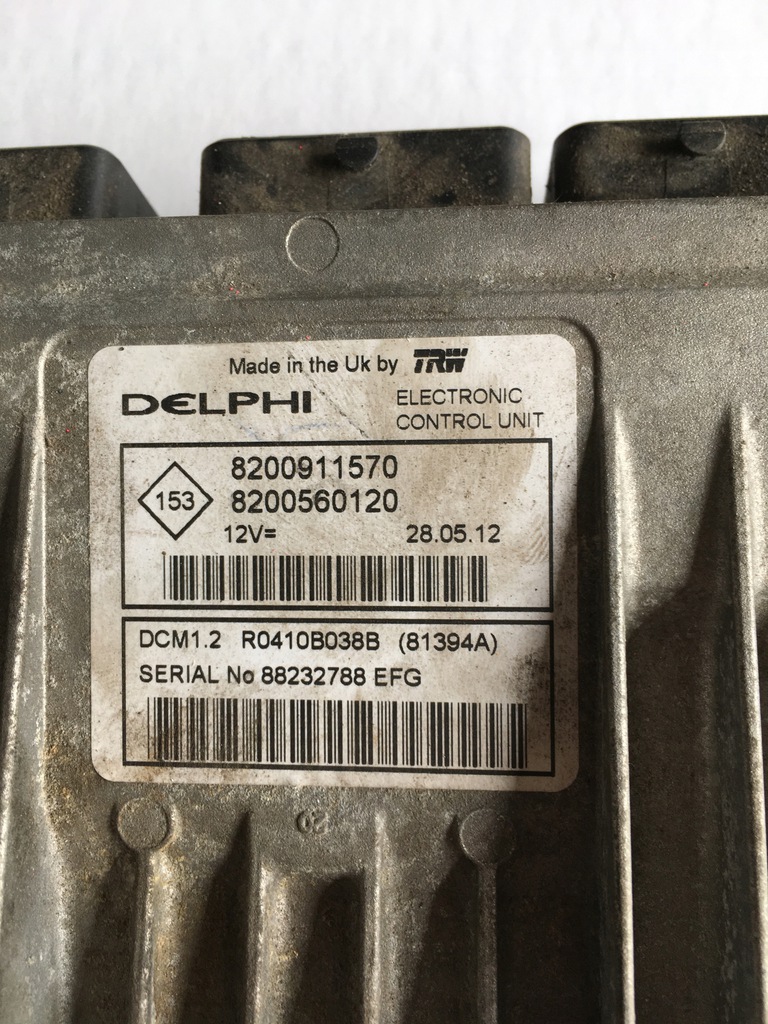 Made in the Uk by TRW
DELPHI ELECTRONIC
CONTROL UNIT
8200911570
153
8200560120
12V= 28.05.12
DCM1.2 R0410B038B (81394A)
SERIAL No 88232788 EFG